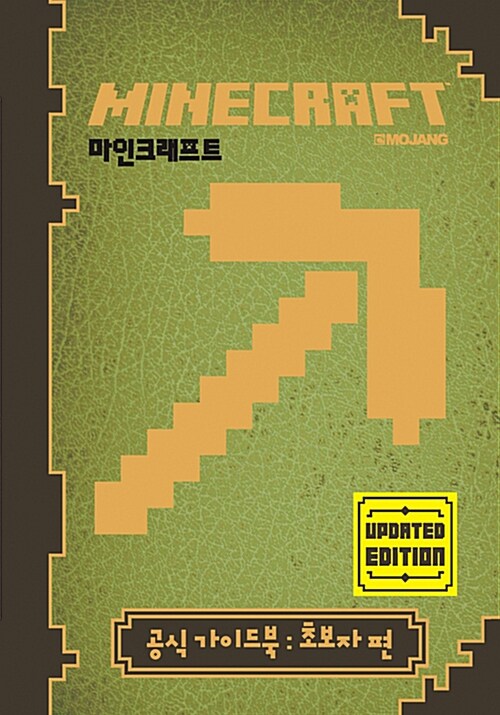 MINECRAFT
MOJANG
마인크래프트
UPDATED
EDITION
공식 가이드북 : 초보자 편